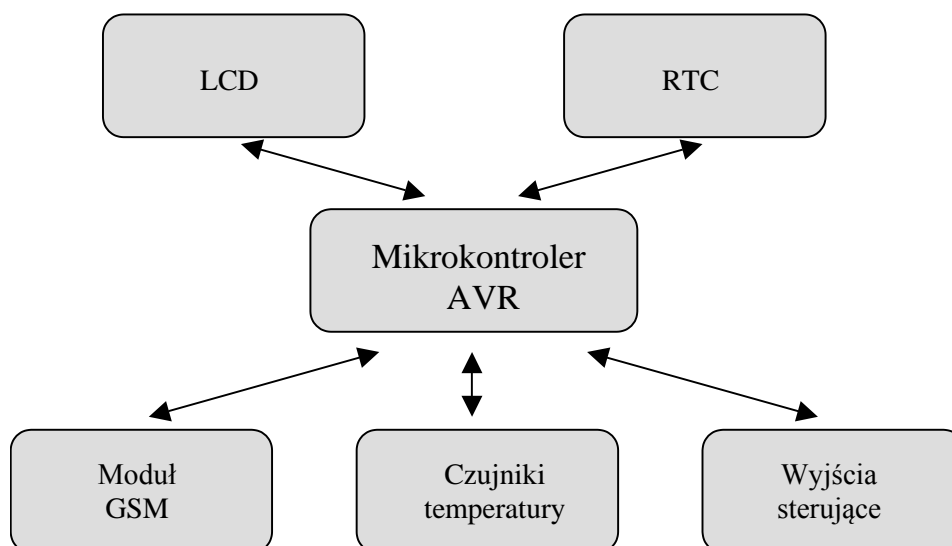 LCD
RTC
Mikrokontroler
AVR
Moduł
GSM
Czujniki
temperatury
Wyjścia
sterujące